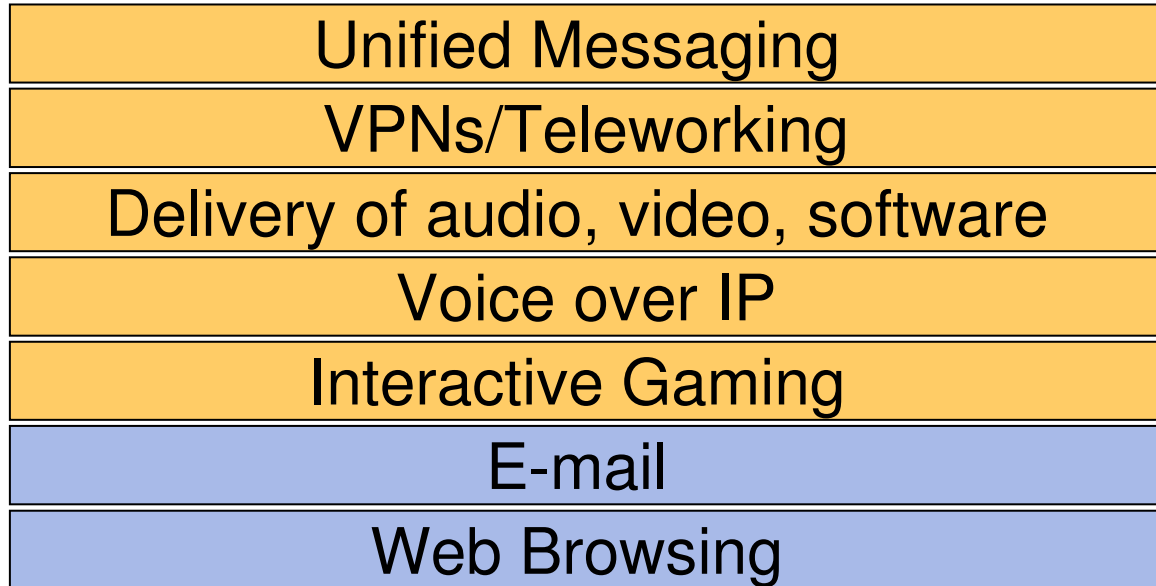 Unified Messaging
VPNs/Teleworking
Delivery of audio, video, software
Voice over IP
Interactive Gaming
E-mail
Web Browsing